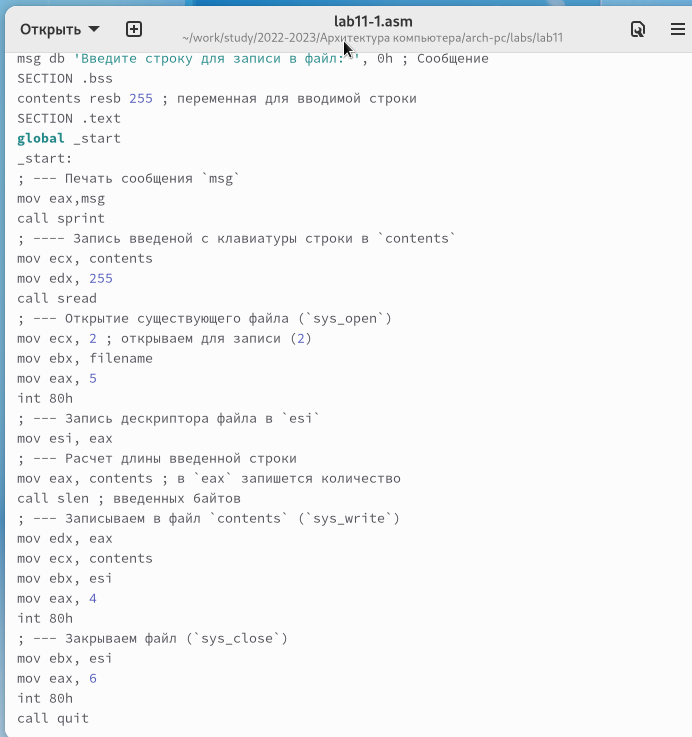 Открыть
lab11-1.asm
~/work/study/2022-2023/Архитектура компьютера/arch-pc/labs/lab11
msg db 'Введите строку для записи в файл: ', 0h ; Сообщение
SECTION .bss
contents resb 255 ; переменная для вводимой строки
SECTION .text
global _start
_start:
; --- Печать сообщения `msg`
mov eax,msg
call sprint
; ---- Запись введеной с клавиатуры строки в `contents`
mov ecx, contents
mov edx, 255
call sread
; --- Открытие существующего файла (`sys_open`)
mov ecx, 2 ; открываем для записи (2)
mov ebx, filename
mov eax, 5
int 80h
; --- Запись дескриптора файла в `esi`
mov esi, eax
; --- Расчет длины введенной строки
mov eax, contents ; в `eax` запишется количество
call slen ; введенных байтов
; --- Записываем в файл `contents` (`sys_write`)
mov edx, eax
mov ecx, contents
mov ebx, esi
mov eax, 4
int 80h
; --- Закрываем файл (`sys_close`)
mov ebx, esi
mov eax, 6
int 80h
call quit